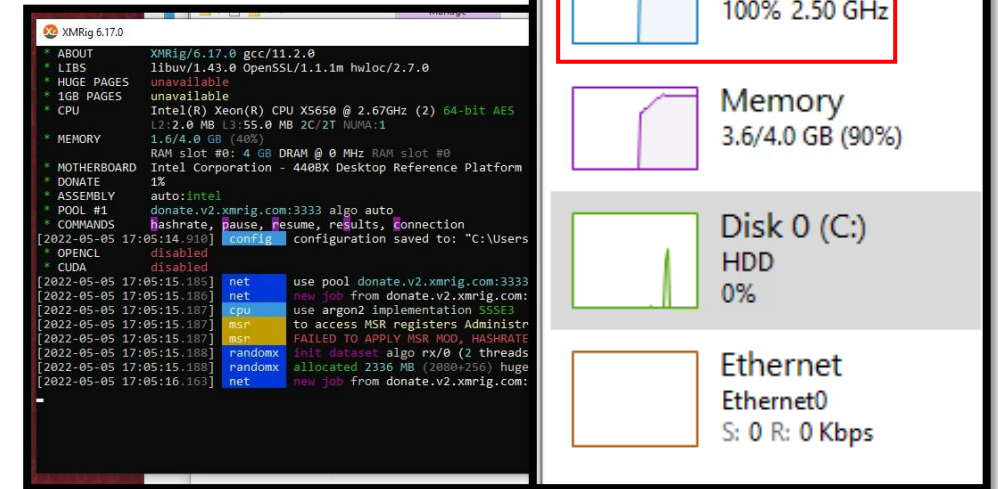 manage
XMRig 6.17.0
* ABOUT XMRig/6.17.0 gcc/11.2.0
* LIBS libuv/1.43.0 OpenSSL/1.1.1m hwloc/2.7.0
* HUGE PAGES unavailable
* 1GB PAGES unavailable
* CPU Intel(R) Xeon(R) CPU X5650 @ 2.67GHz (2) 64-bit AES
L2:2.0 MB L3:55.0 MB 2C/2T NUMA:1
* MEMORY 1.6/4.0 GB (40%)
RAM slot #0: 4 GB DRAM @ 0 MHz RAM slot #0
* MOTHERBOARD Intel Corporation - 440BX Desktop Reference Platform
* DONATE 1%
* ASSEMBLY auto:intel
* POOL #1 donate.v2.xmrig.com:3333 algo auto
* COMMANDS hashrate, pause, resume, results, connection
[2022-05-05 17:05:14.910] config configuration saved to: "C:\Users
* OPENCL disabled
* CUDA disabled
[2022-05-05 17:05:15.185] net use pool donate.v2.xmrig.com:3333
[2022-05-05 17:05:15.186] net new job from donate.v2.xmrig.com:
[2022-05-05 17:05:15.187] cpu use argon2 implementation SSSE3
[2022-05-05 17:05:15.187] msr to access MSR registers Administr
[2022-05-05 17:05:15.187] msr FAILED TO APPLY MSR MOD, HASHRATE
[2022-05-05 17:05:15.188] randomx init dataset algo rx/0 (2 threads
[2022-05-05 17:05:15.188] randomx allocated 2336 MB (2080+256) huge
[2022-05-05 17:05:16.163] net new job from donate.v2.xmrig.com:
100% 2.50 GHz
Memory
3.6/4.0 GB (90%)
Disk 0 (C:)
HDD
0%
Ethernet
Ethernet0
S: 0 R: 0 Kbps